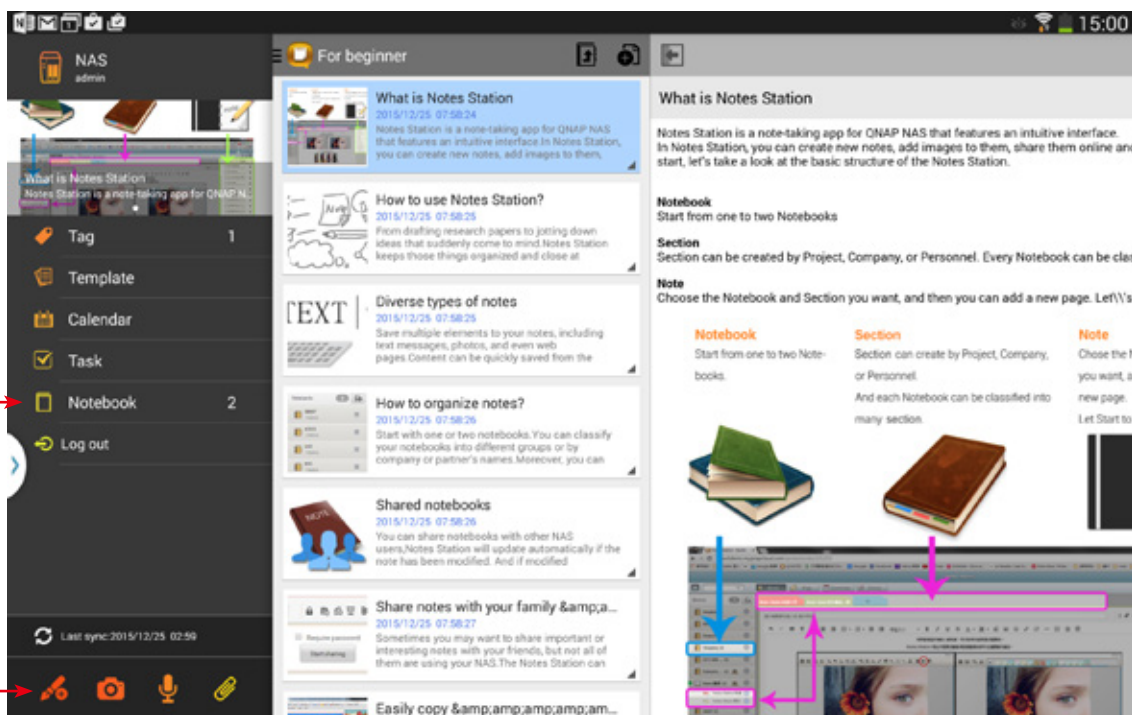 15:00
NAS
admin
What is Notes Station
Notes Station is a note-taking app for QNAP N...
Tag 1
Template
Calendar
Task
Notebook 2
Log out
Last sync:2015/12/25 02:59
For beginner
What is Notes Station
2015/12/25 07:58:24
Notes Station is a note-taking app for QNAP NAS
that features an intuitive interface.In Notes Station,
you can create new notes, add images to them,
How to use Notes Station?
2015/12/25 07:58:25
From drafting research papers to jotting down
ideas that suddenly come to mind.Notes Station
keeps those things organized and close at
TEXT
Diverse types of notes
2015/12/25 07:58:25
Save multiple elements to your notes, including
text messages, photos, and even web
pages.Content can be quickly saved from the
How to organize notes?
2015/12/25 07:58:26
Start with one or two notebooks.You can classify
your notebooks into different groups or by
company or partner's names.Moreover, you can
NOTE
Shared notebooks
2015/12/25 07:58:26
You can share notebooks with other NAS
users,Notes Station will update automatically if the
note has been modified. And if modified
Require password
Start sharing
Share notes with your family &amp;a...
2015/12/25 07:58:27
Sometimes you may want to share important or
interesting notes with your friends, but not all of
them are using your NAS.The Notes Station can
Easily copy &amp;amp;amp;amp;am...
What is Notes Station
Notes Station is a note-taking app for QNAP NAS that features an intuitive interface.
In Notes Station, you can create new notes, add images to them, share them online and
start, let's take a look at the basic structure of the Notes Station.
Notebook
Start from one to two Notebooks
Section
Section can be created by Project, Company, or Personnel. Every Notebook can be clas
Note
Choose the Notebook and Section you want, and then you can add a new page. Let\\'s
Notebook
Start from one to two Note-
books.
Section
Section can create by Project, Company,
or Personnel.
And each Notebook can be classified into
many section.
Note
Chose the
you want, a
new page.
Let Start to